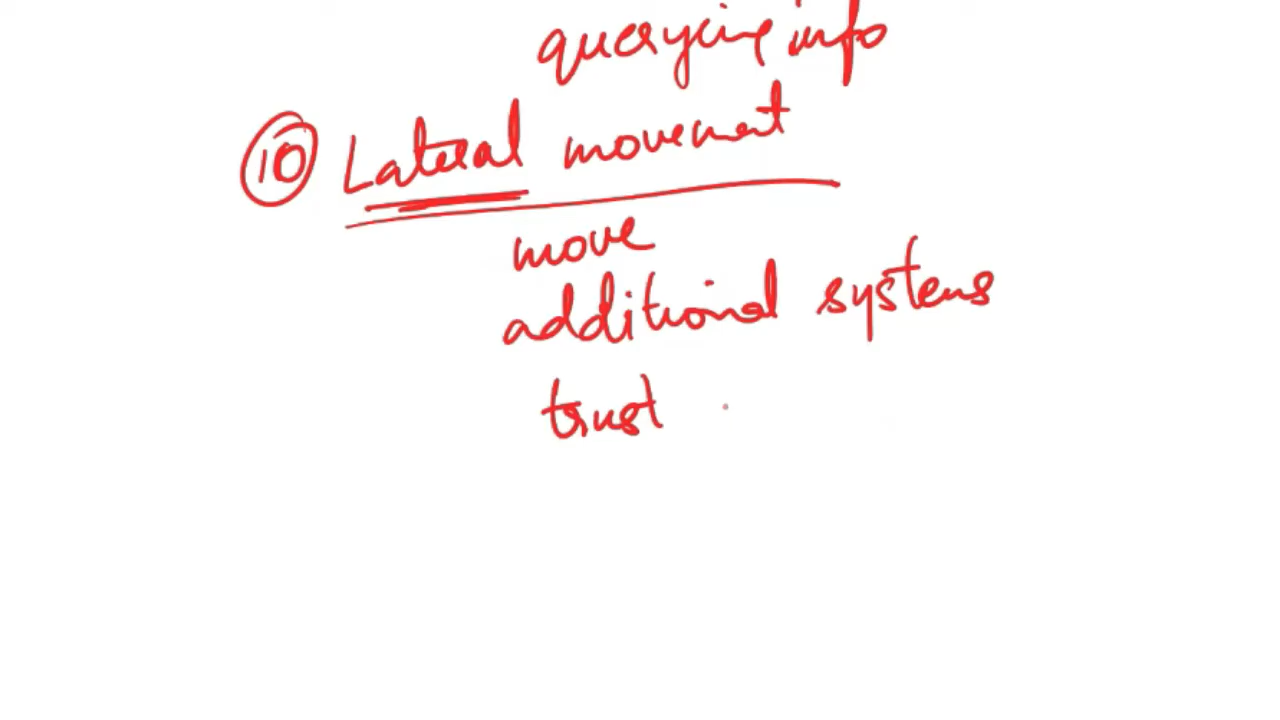 querying info
10 Lateral movement
move
additional systems
trust